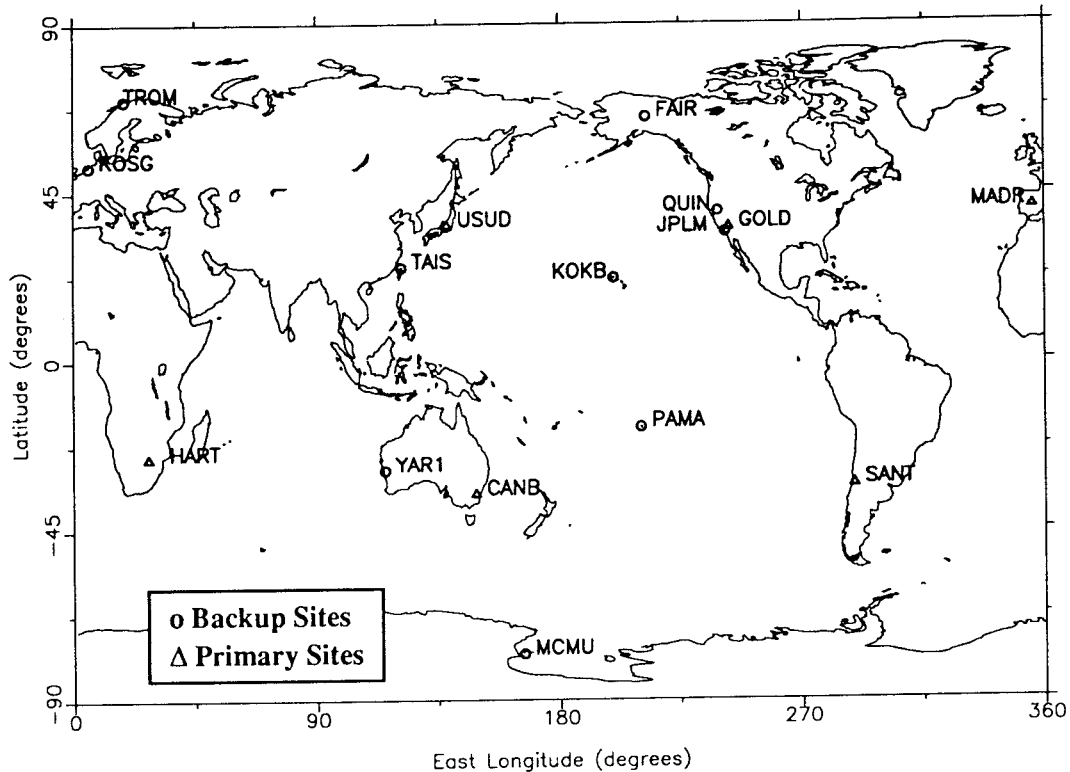 90
TROM
FAIR
KOSG
45
MADR
QUIN
USUD
JPLM
GOLD
TAIS
KOKB
Latitude (degrees)
0
PAMA
HART
YAR1
SANT
CANB
-45
o Backup Sites
Δ Primary Sites
MCMU
-90
0
90
180
270
360
East Longitude (degrees)